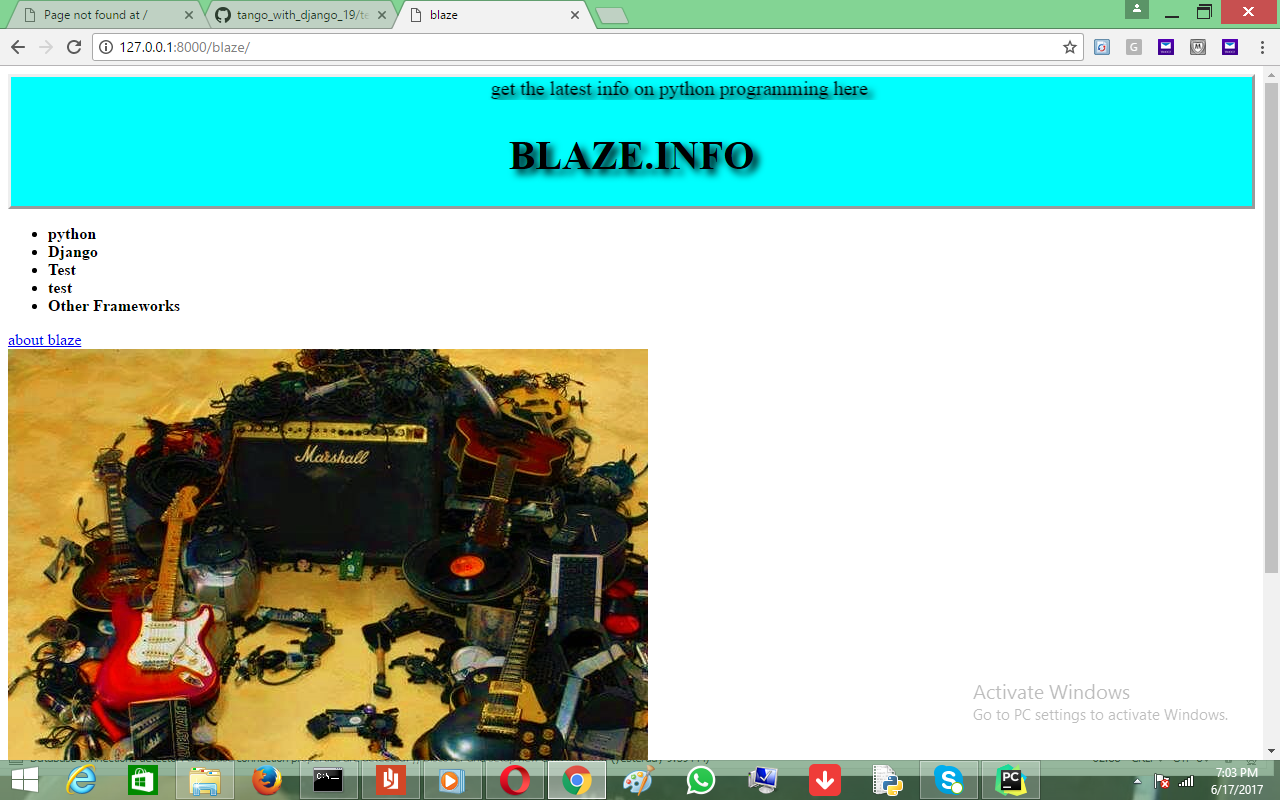 Page not found at /
tango_with_django_19/te
blaze
127.0.0.1:8000/blaze/
get the latest info on python programming here
BLAZE.INFO
python
Django
Test
test
Other Frameworks
about blaze
Marshall
Activate Windows
Go to PC settings to activate Windows.
7:03 PM
6/17/2017